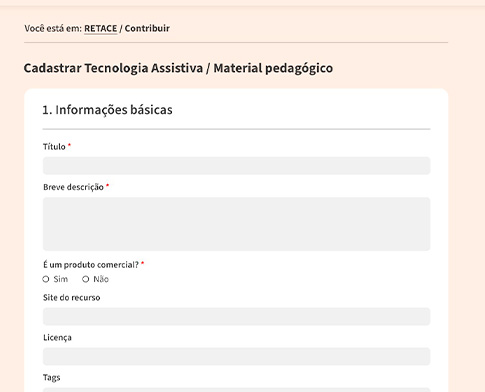 Você está em: RETACE / Contribuir
Cadastrar Tecnologia Assistiva / Material pedagógico
1. Informações básicas
Título *
Breve descrição *
É um produto comercial? *
Sim Não
Site do recurso
Licença
Tags